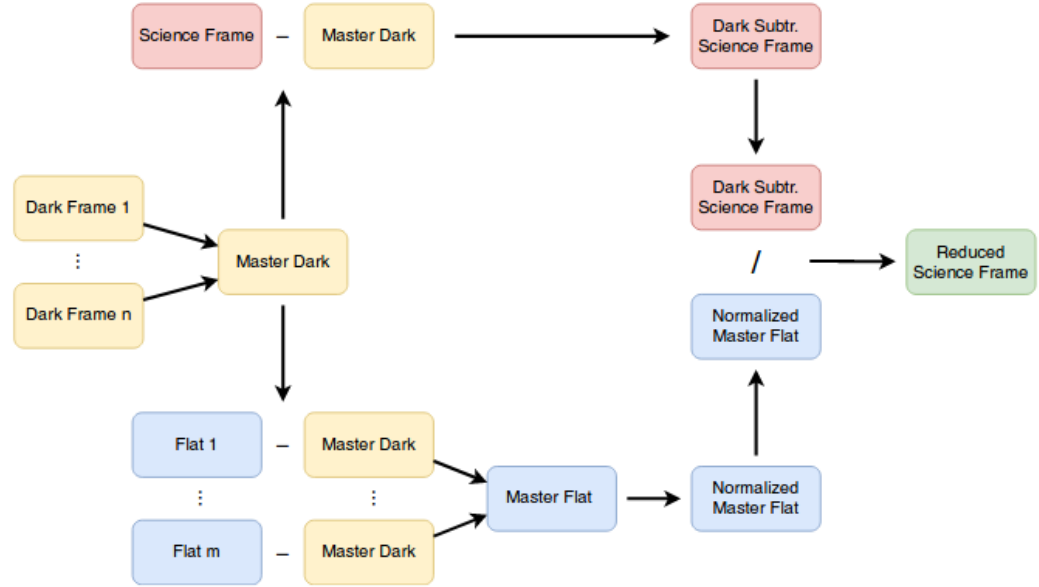 Science Frame
–
Master Dark
Dark Subtr.
Science Frame
Dark Frame 1
⋮
Dark Frame n
Master Dark
Dark Subtr.
Science Frame
/
Normalized
Master Flat
Reduced
Science Frame
Flat 1
–
Master Dark
⋮
⋮
Flat m
–
Master Dark
Master Flat
Normalized
Master Flat